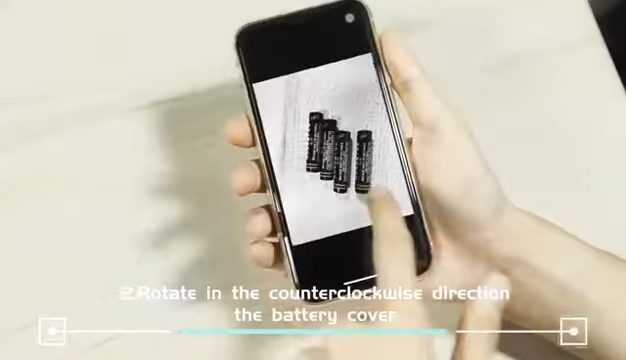 2.Rotate in the counterclockwise direction
the battery cover